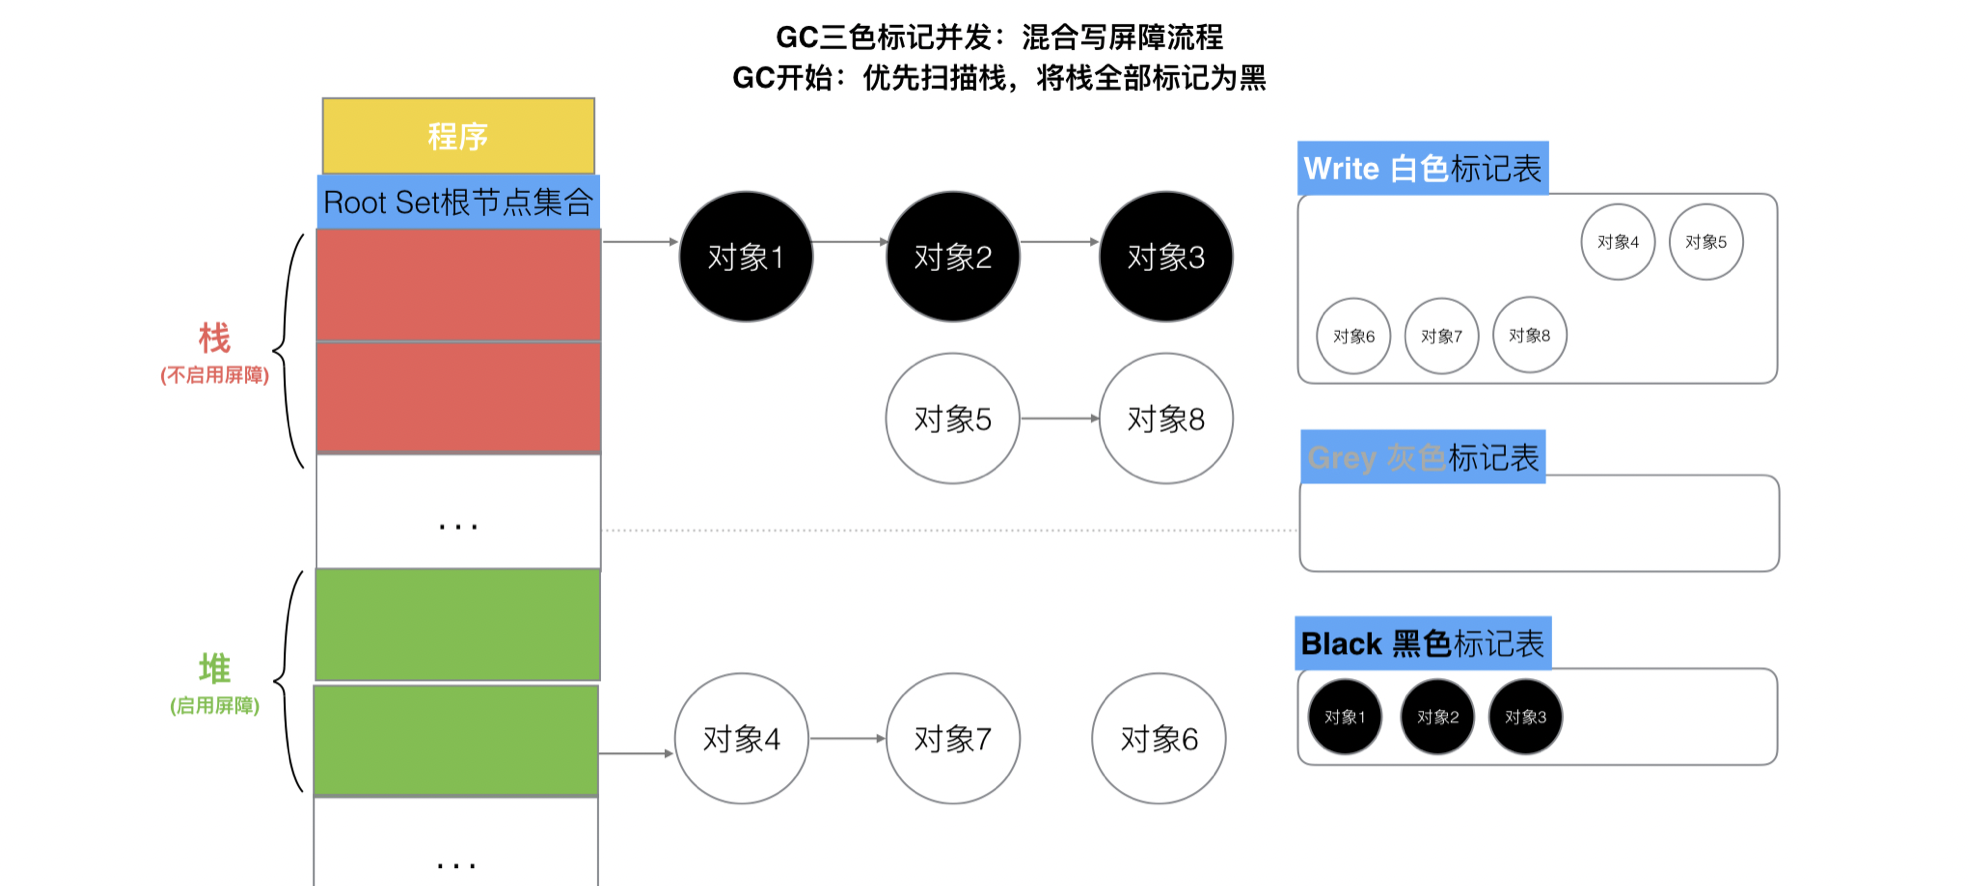 GC三色标记并发：混合写屏障流程
GC开始：优先扫描栈，将栈全部标记为黑
程序
Root Set根节点集合
栈
(不启用屏障)
...
堆
(启用屏障)
...
对象1
对象2
对象3
对象5
对象8
对象4
对象7
对象6
Write 白色标记表
对象4
对象5
对象6
对象7
对象8
Grey 灰色标记表
Black 黑色标记表
对象1
对象2
对象3